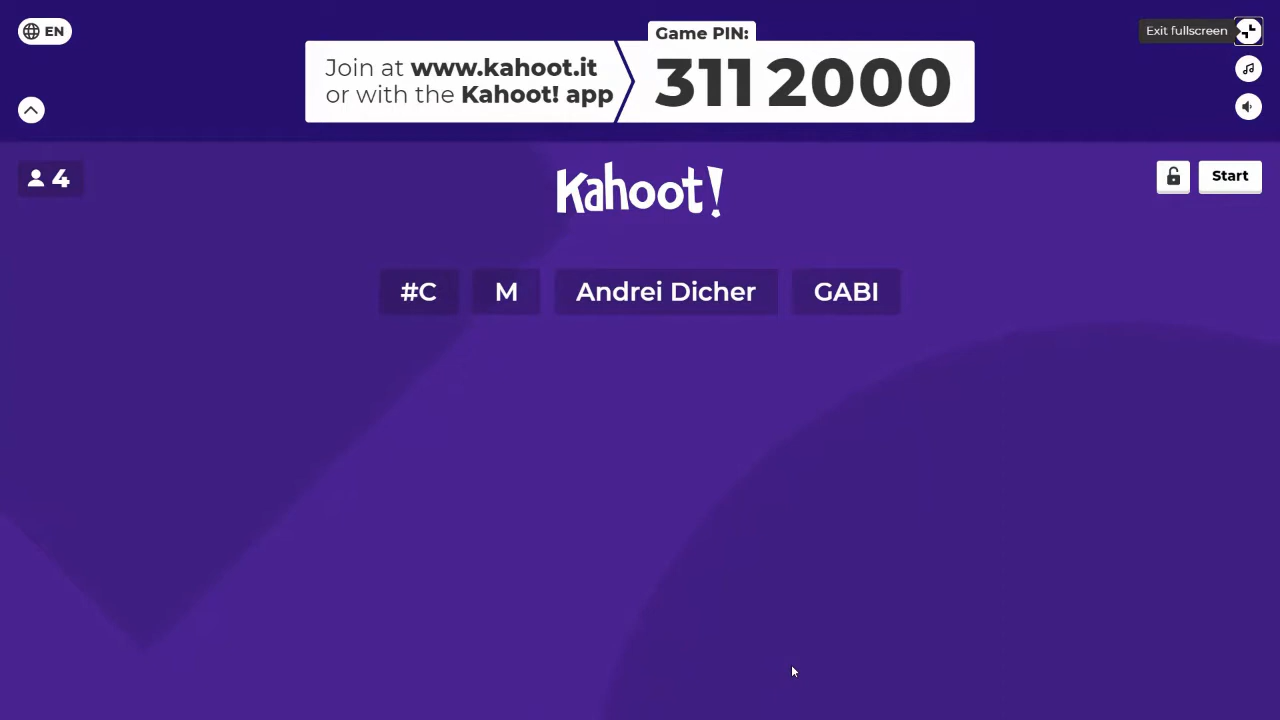 EN
Game PIN:
Exit fullscreen
Join at www.kahoot.it
or with the Kahoot! app
311 2000
4
Kahoot!
Start
#C
M
Andrei Dicher
GABI